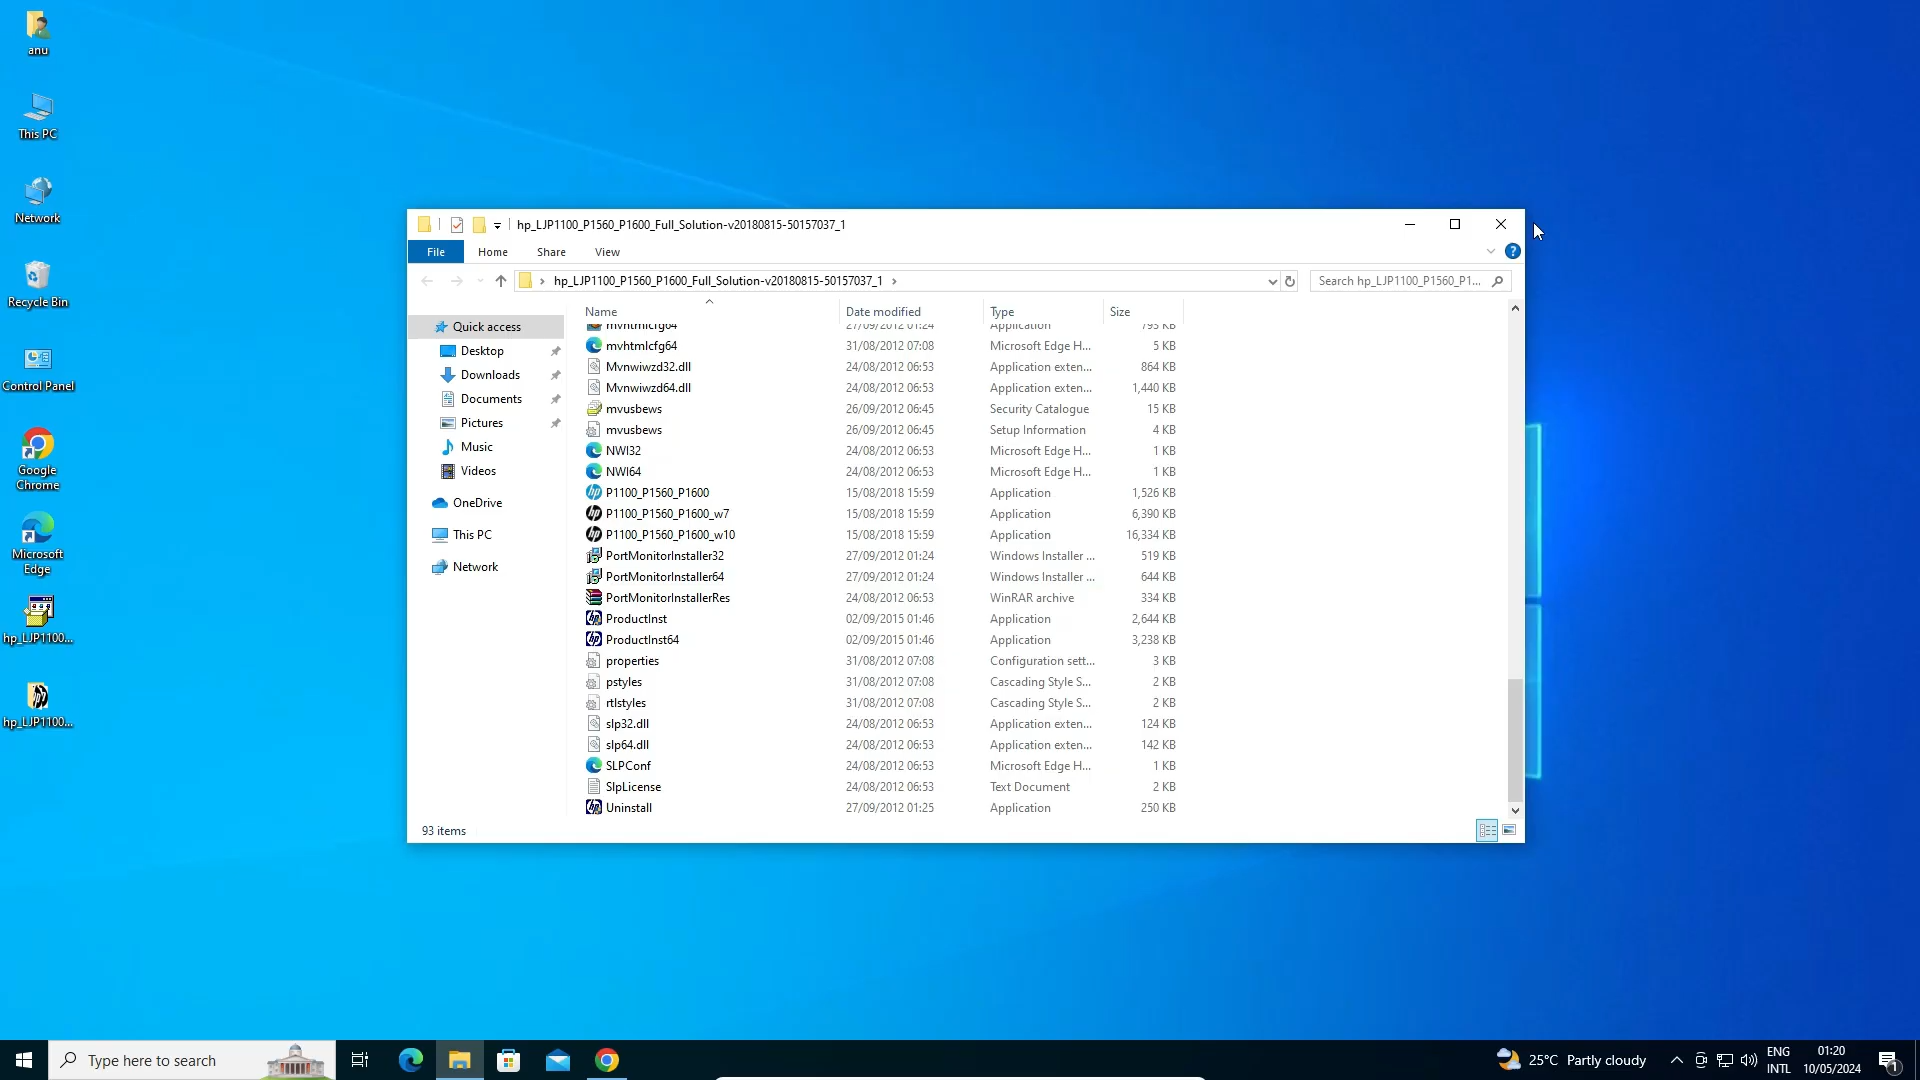 anu
This PC
Network
Recycle Bin
Control Panel
Google
Chrome
Microsoft
Edge
hp_LJP1100...
hp_LJP1100...
hp_LJP1100_P1560_P1600_Full_Solution-v20180815-50157037_1
File Home Share View
hp_LJP1100_P1560_P1600_Full_Solution-v20180815-50157037_1
Search hp_LJP1100_P1560_P1...
Quick access
Desktop
Downloads
Documents
Pictures
Music
Videos
OneDrive
This PC
Network
Name Date modified Type Size
mvhtmlcfg64 27/09/2012 01:24 Application 793 KB
mvhtmlcfg64 31/08/2012 07:08 Microsoft Edge H... 5 KB
Mvnwiwzd32.dll 24/08/2012 06:53 Application exten... 864 KB
Mvnwiwzd64.dll 24/08/2012 06:53 Application exten... 1,440 KB
mvusbews 26/09/2012 06:45 Security Catalogue 15 KB
mvusbews 26/09/2012 06:45 Setup Information 4 KB
NWI32 24/08/2012 06:53 Microsoft Edge H... 1 KB
NWI64 24/08/2012 06:53 Microsoft Edge H... 1 KB
P1100_P1560_P1600 15/08/2018 15:59 Application 1,526 KB
P1100_P1560_P1600_w7 15/08/2018 15:59 Application 6,390 KB
P1100_P1560_P1600_w10 15/08/2018 15:59 Application 16,334 KB
PortMonitorInstaller32 27/09/2012 01:24 Windows Installer ... 519 KB
PortMonitorInstaller64 27/09/2012 01:24 Windows Installer ... 644 KB
PortMonitorInstallerRes 24/08/2012 06:53 WinRAR archive 334 KB
ProductInst 02/09/2015 01:46 Application 2,644 KB
ProductInst64 02/09/2015 01:46 Application 3,238 KB
properties 31/08/2012 07:08 Configuration sett... 3 KB
pstyles 31/08/2012 07:08 Cascading Style S... 2 KB
rtlstyles 31/08/2012 07:08 Cascading Style S... 2 KB
slp32.dll 24/08/2012 06:53 Application exten... 124 KB
slp64.dll 24/08/2012 06:53 Application exten... 142 KB
SLPConf 24/08/2012 06:53 Microsoft Edge H... 1 KB
SlpLicense 24/08/2012 06:53 Text Document 2 KB
Uninstall 27/09/2012 01:25 Application 250 KB
93 items
Type here to search
25°C Partly cloudy
ENG
INTL
01:20
10/05/2024
1